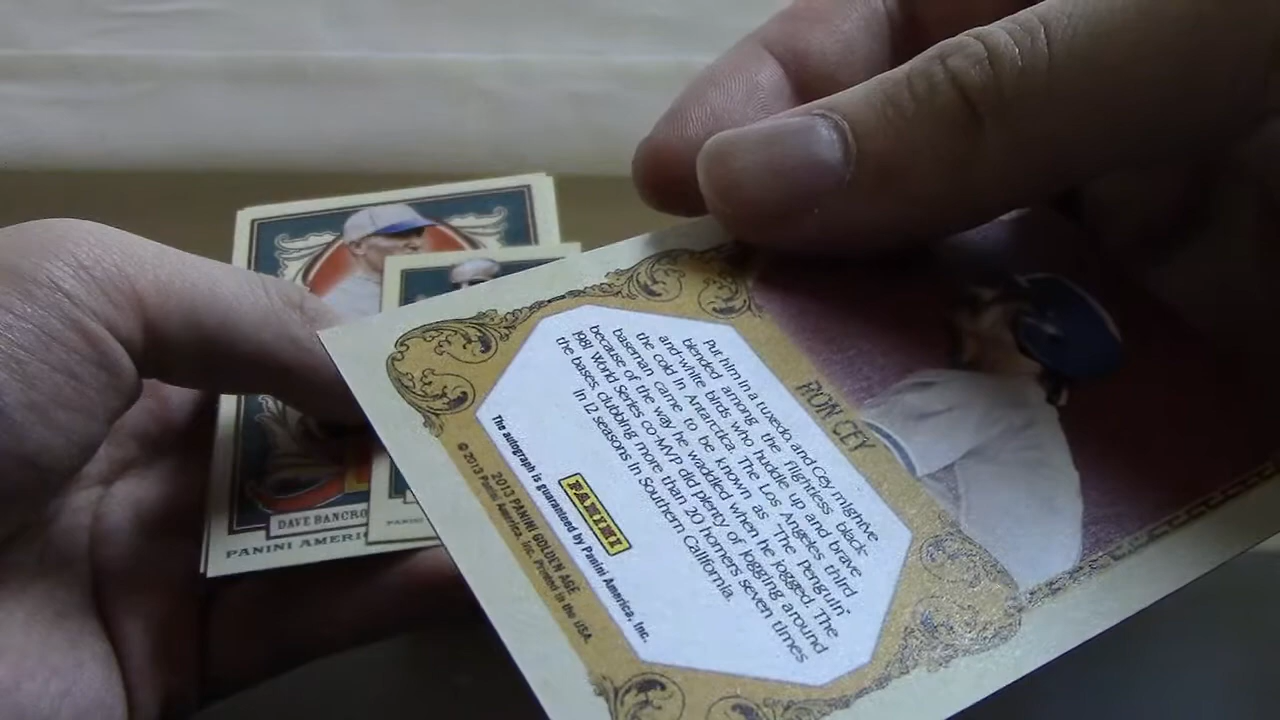 RON CEY
Put him in a tuxedo, and Cey might've
blended among the flightless black-
and-white birds who huddle up and brave
the cold in Antarctica. The Los Angeles third
baseman came to be known as "The Penguin"
because of the way he waddled when he jogged. The
1981 World Series co-MVP did plenty of jogging around
the bases, clubbing more than 20 homers seven times
in 12 seasons in Southern California.
PANINI
The autograph is guaranteed by Panini America, Inc.
2013 PANINI GOLDEN AGE
© 2013 Panini America, Inc. Printed in the USA
DAVE BANCRO
PANINI AMERI
PANINI